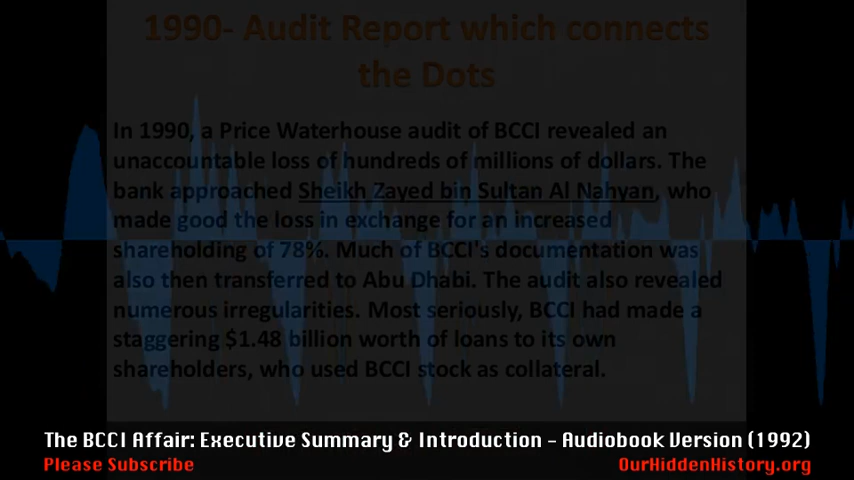 1990- Audit Report which connects
the Dots
In 1990, a Price Waterhouse audit of BCCI revealed an
unaccountable loss of hundreds of millions of dollars. The
bank approached Sheikh Zayed bin Sultan Al Nahyan, who
made good the loss in exchange for an increased
shareholding of 78%. Much of BCCI's documentation was
also then transferred to Abu Dhabi. The audit also revealed
numerous irregularities. Most seriously, BCCI had made a
staggering $1.48 billion worth of loans to its own
shareholders, who used BCCI stock as collateral.
The BCCI Affair: Executive Summary & Introduction - Audiobook Version (1992)
Please Subscribe
OurHiddenHistory.org